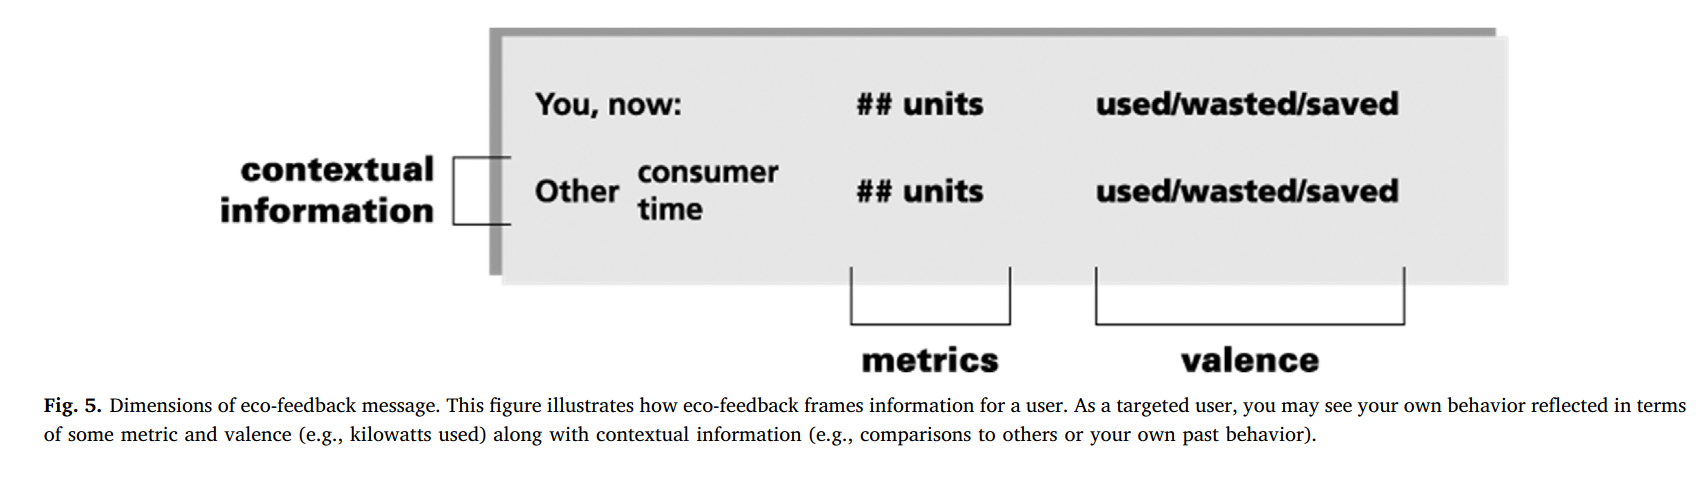 You, now: ## units used/wasted/saved
contextual information
Other consumer time ## units used/wasted/saved
metrics valence
Fig. 5. Dimensions of eco-feedback message. This figure illustrates how eco-feedback frames information for a user. As a targeted user, you may see your own behavior reflected in terms
of some metric and valence (e.g., kilowatts used) along with contextual information (e.g., comparisons to others or your own past behavior).